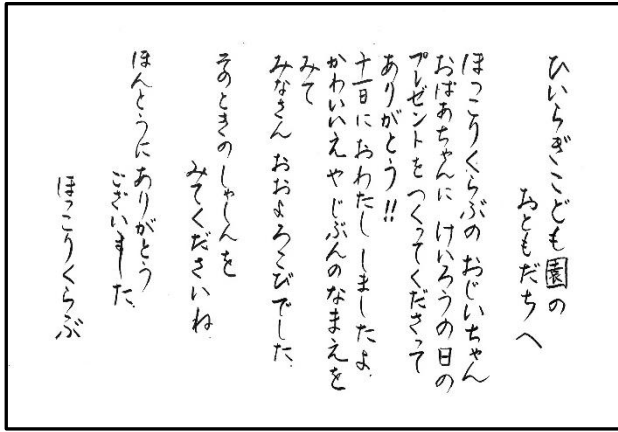 ひいらぎこども園の
おともだちへ
ほっこりくらぶの おじいちゃん
おばあちゃんに けいろうの日の
プレゼントをつくってくださって
ありがとう!!
十一日におわたし しましたよ.
かわいいえや じぶんのなまえを
みて
みなさん おおよろこびでした.
そのときのしゃしんを
みてくださいね.
ほんとうにありがとう
ございました.
ほっこりくらぶ